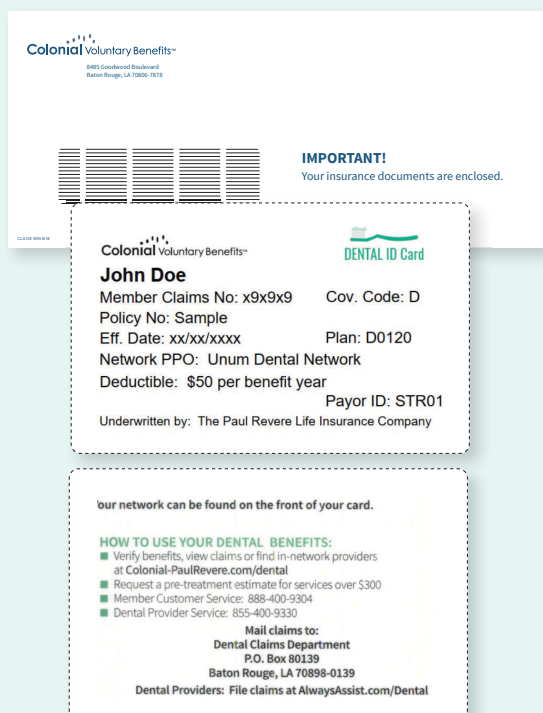 Colonial Voluntary Benefits℠
8485 Goodwood Boulevard
Baton Rouge, LA 70806-7878
IMPORTANT!
Your insurance documents are enclosed.
Colonial Voluntary Benefits℠
DENTAL ID Card
John Doe
Member Claims No: x9x9x9 Cov. Code: D
Policy No: Sample
Eff. Date: xx/xx/xxxx Plan: D0120
Network PPO: Unum Dental Network
Deductible: $50 per benefit year
Payor ID: STR01
Underwritten by: The Paul Revere Life Insurance Company
our network can be found on the front of your card.
HOW TO USE YOUR DENTAL BENEFITS:
■ Verify benefits, view claims or find in-network providers
at Colonial-PaulRevere.com/dental
■ Request a pre-treatment estimate for services over $300
■ Member Customer Service: 888-400-9304
■ Dental Provider Service: 855-400-9330
Mail claims to:
Dental Claims Department
P.O. Box 80139
Baton Rouge, LA 70898-0139
Dental Providers: File claims at AlwaysAssist.com/Dental